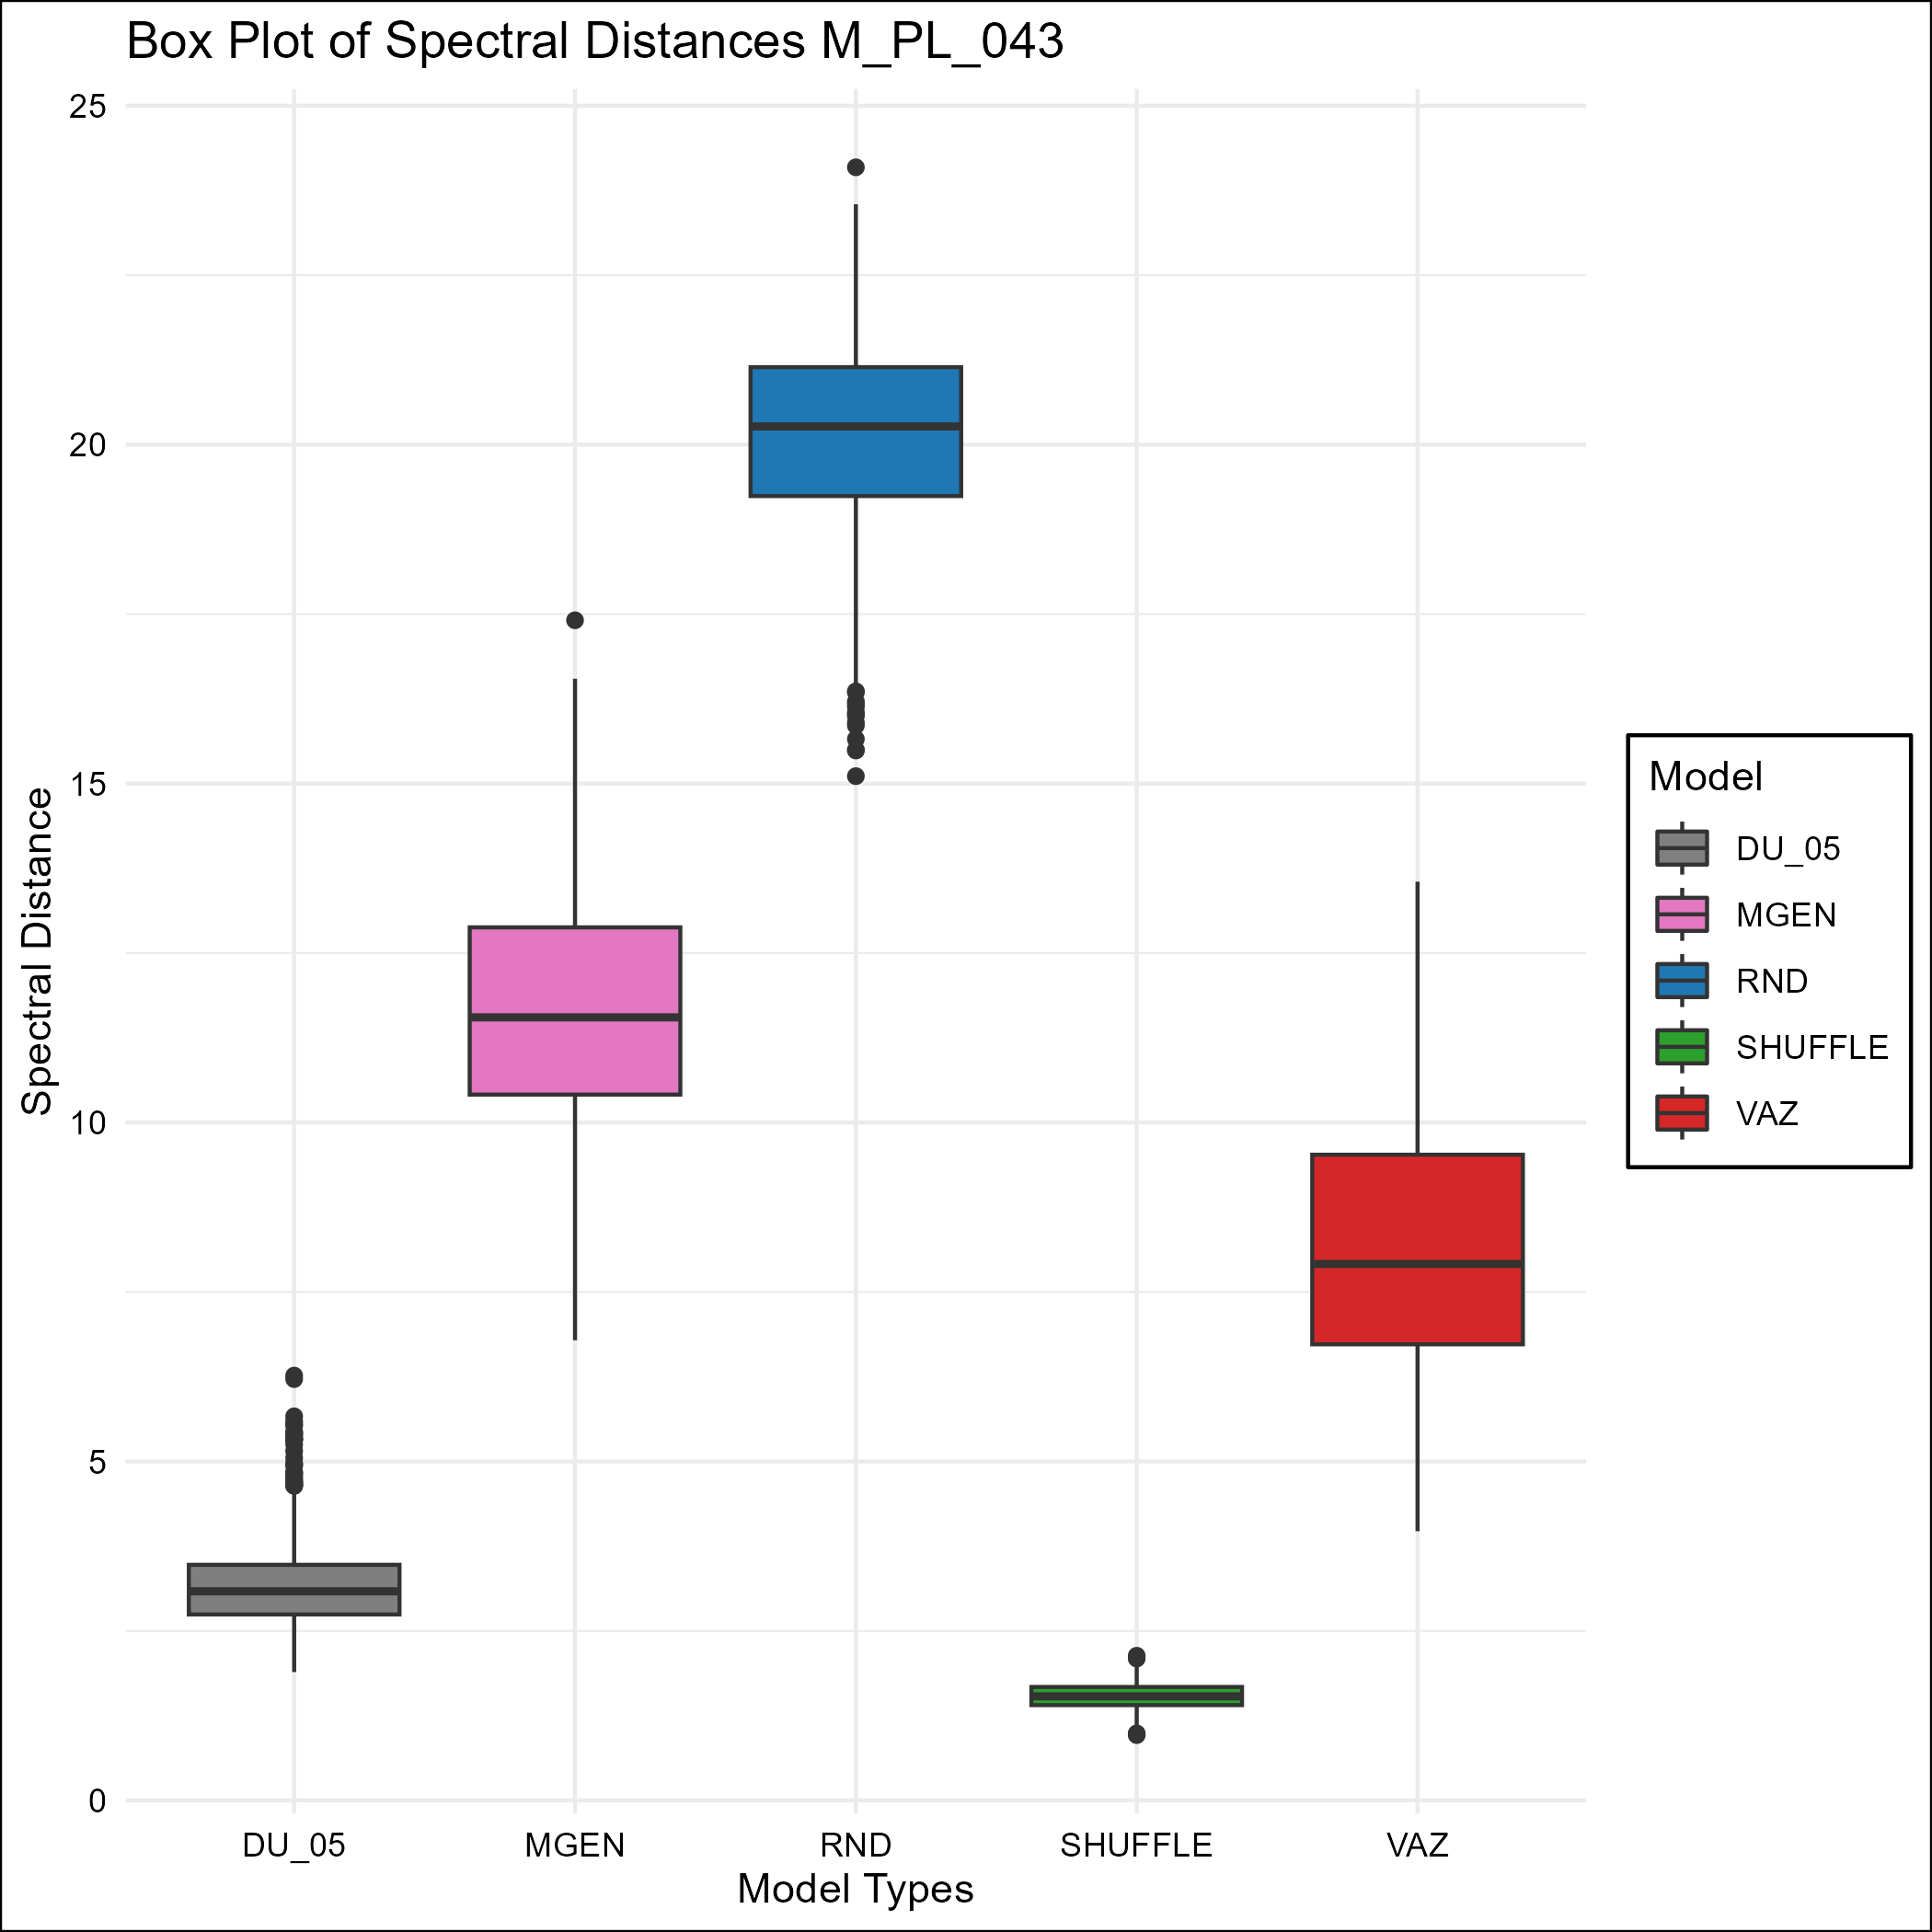 Box Plot of Spectral Distances M_PL_043
Spectral Distance
25
20
15
10
5
0
DU_05
MGEN
RND
SHUFFLE
VAZ
Model Types
Model
DU_05
MGEN
RND
SHUFFLE
VAZ